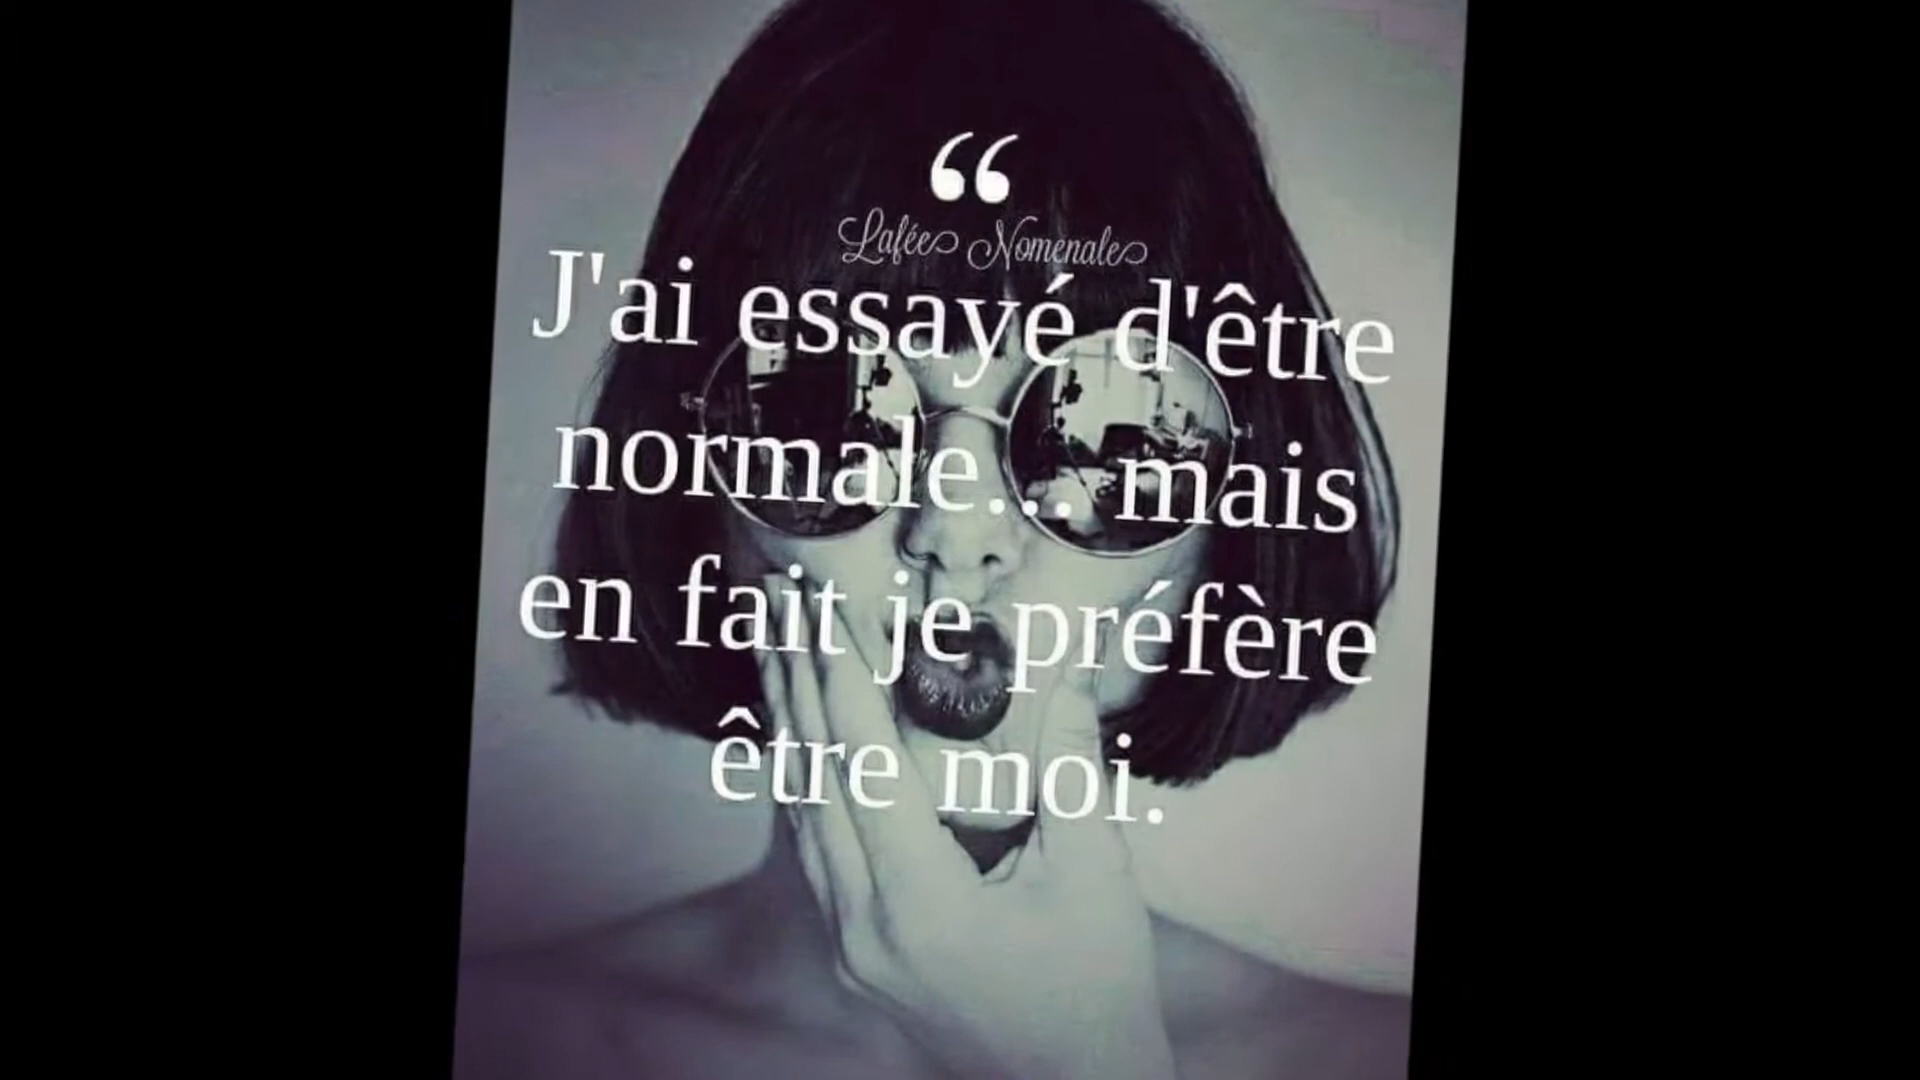 “
Lafée Nomenale
J'ai essayé d'être
normale... mais
en fait je préfère
être moi.